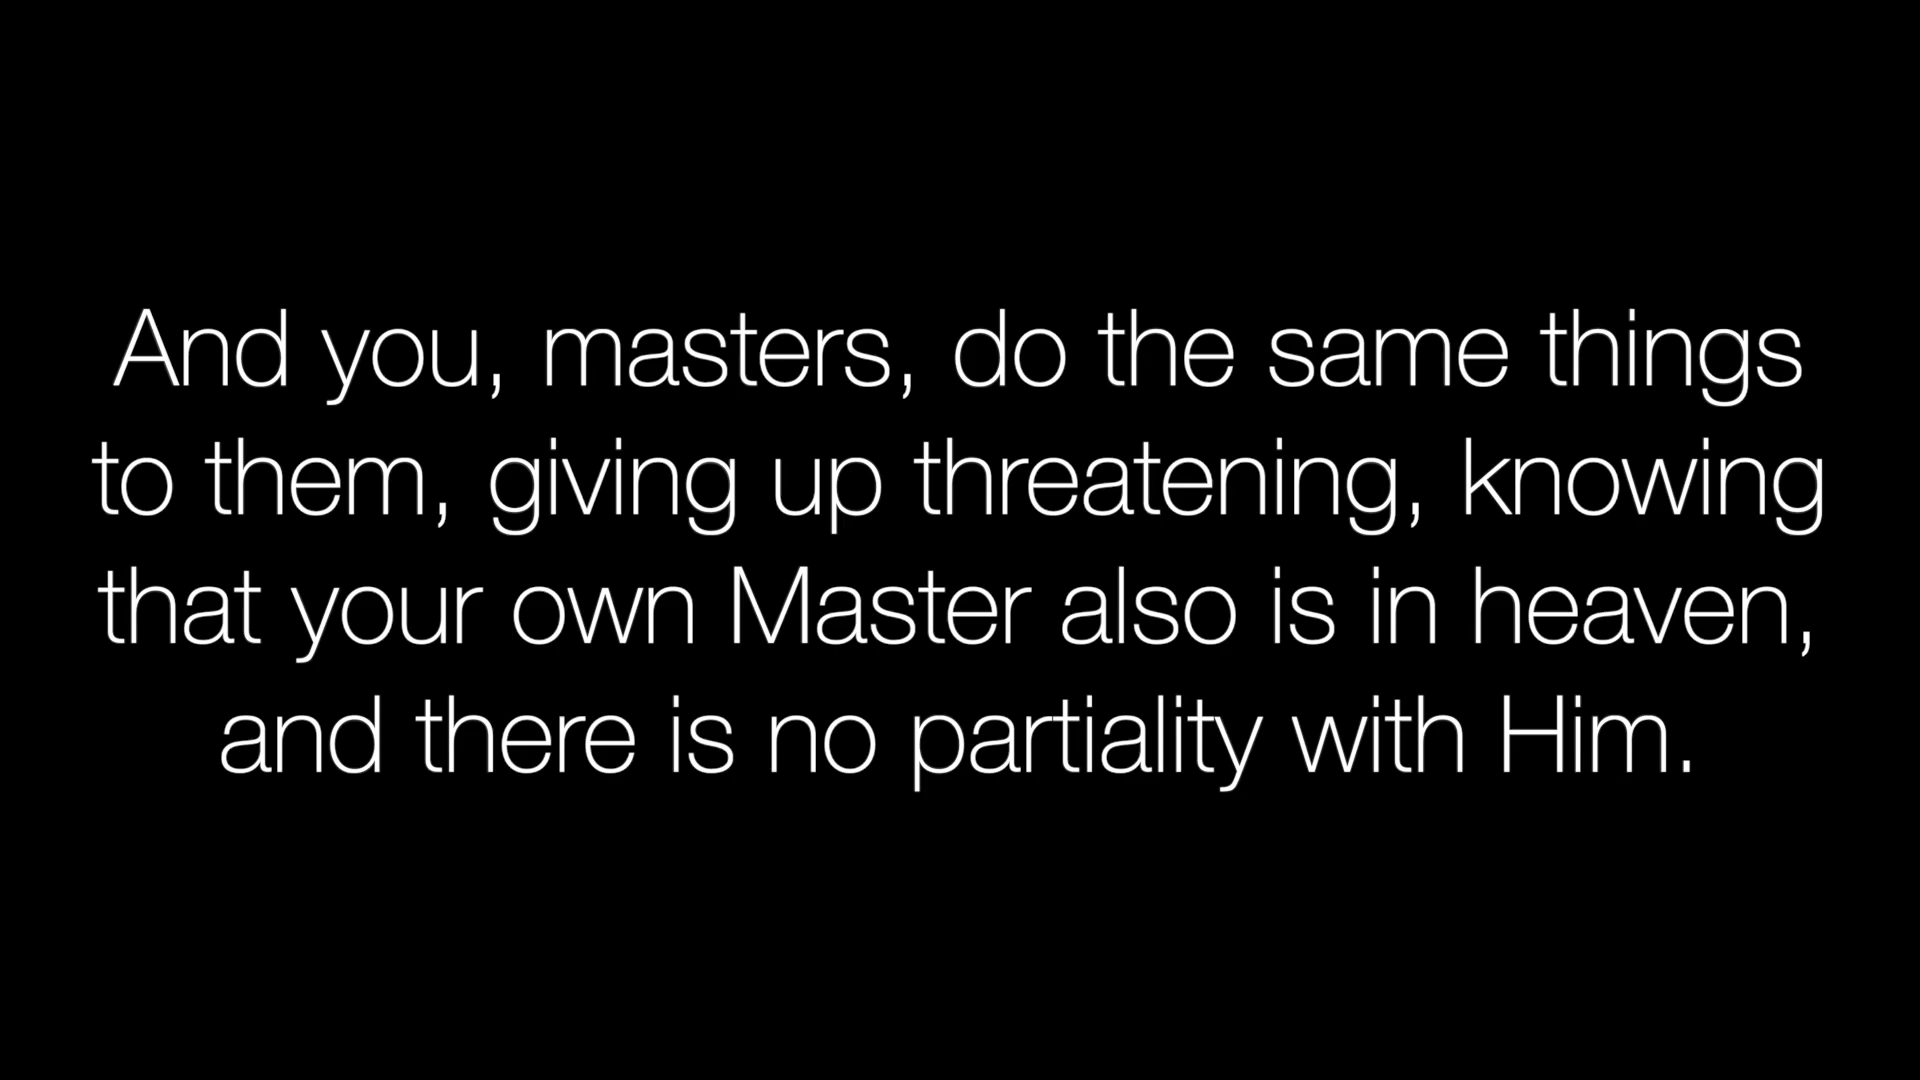 And you, masters, do the same things
to them, giving up threatening, knowing
that your own Master also is in heaven,
and there is no partiality with Him.